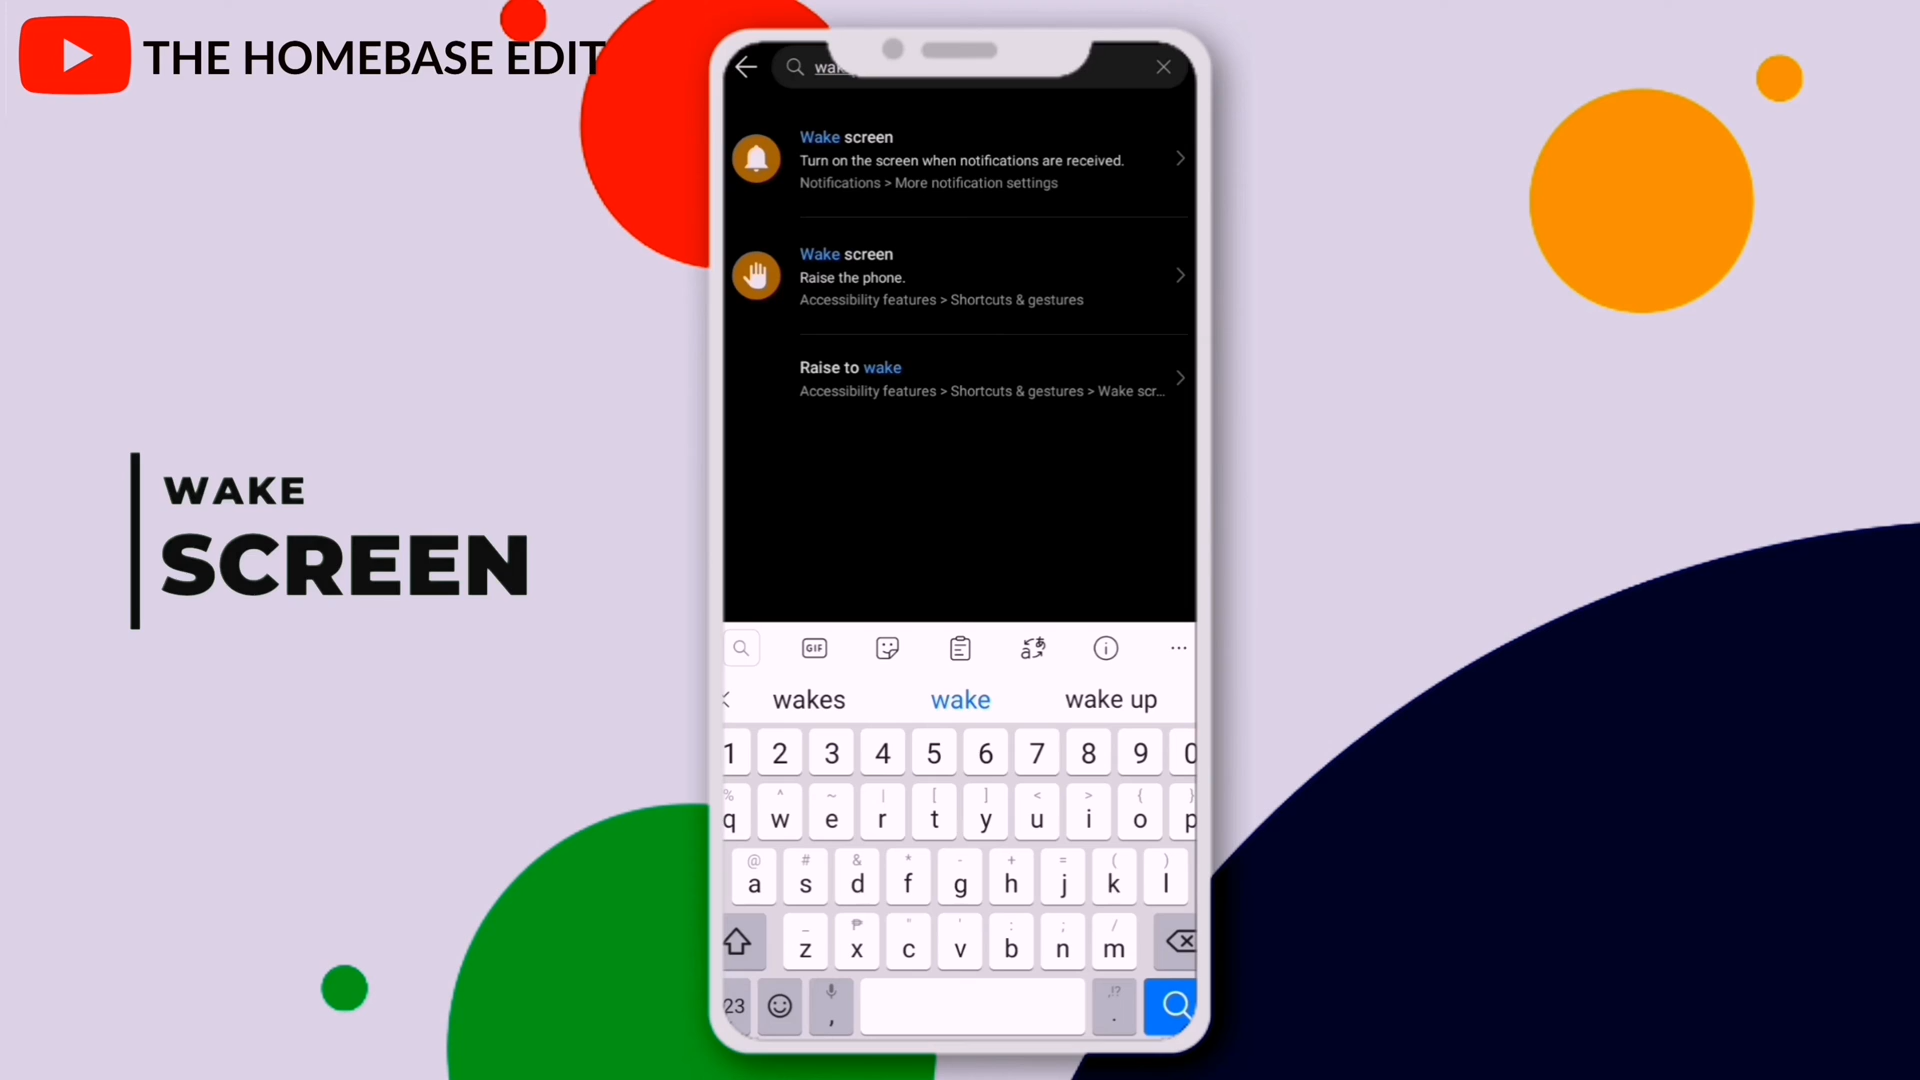 THE HOMEBASE EDIT
WAKE
SCREEN
Wake screen
Turn on the screen when notifications are received.
Notifications > More notification settings
Wake screen
Raise the phone.
Accessibility features > Shortcuts & gestures
Raise to wake
Accessibility features > Shortcuts & gestures > Wake scr...
GIF
wakes wake wake up
1 2 3 4 5 6 7 8 9 0
% ^ ~ | [ ] < > { }
q w e r t y u i o p
@ # & * - + = ( )
a s d f g h j k l
_ ₱ " ' : ; /
z x c v b n m
,!?
23 , .